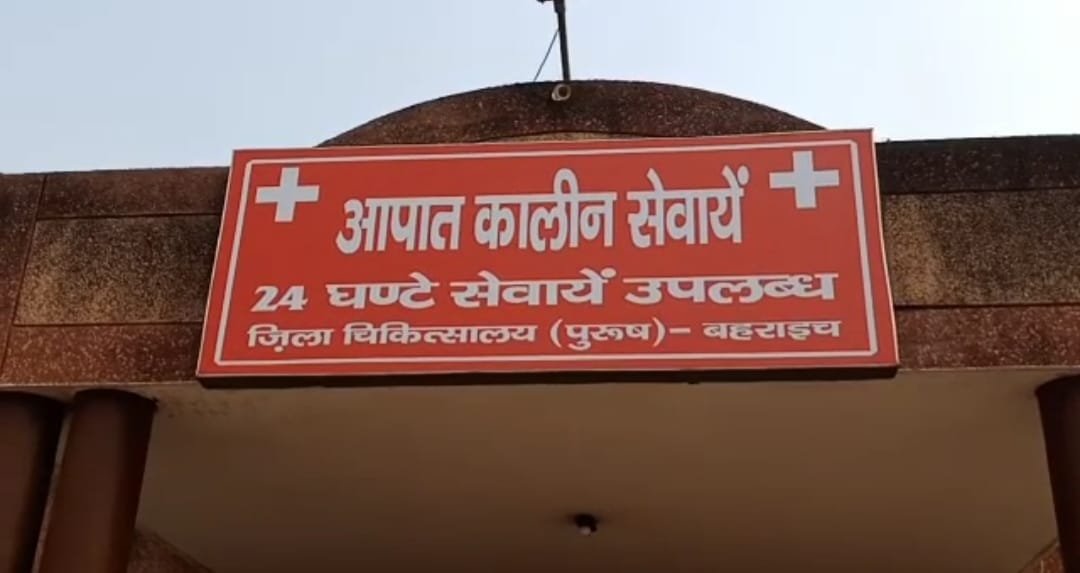 आपात कालीन सेवायें
24 घण्टे सेवायें उपलब्ध
ज़िला चिकित्सालय (पुरूष)- बहराइच